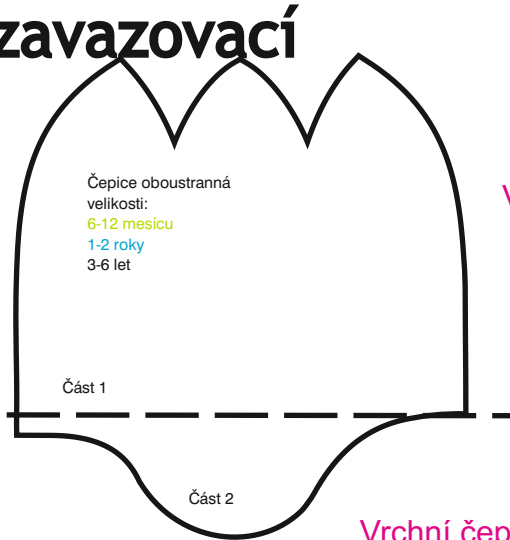 zavazovací
Čepice oboustranná
velikosti:
6-12 mesícu
1-2 roky
3-6 let
Část 1
Část 2
Vrchní čep